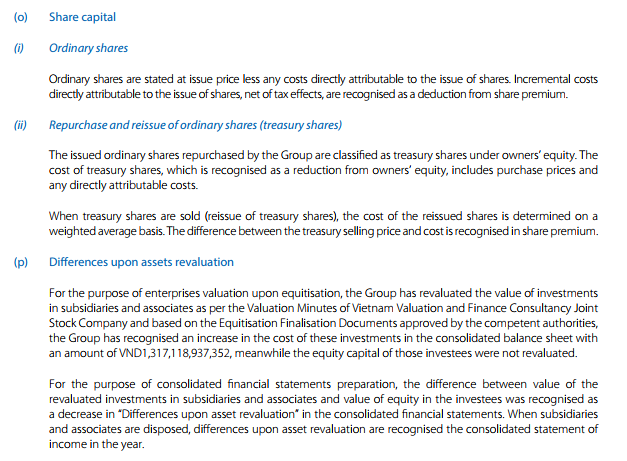 (o) Share capital
(i) Ordinary shares
Ordinary shares are stated at issue price less any costs directly attributable to the issue of shares. Incremental costs
directly attributable to the issue of shares, net of tax effects, are recognised as a deduction from share premium.
(ii) Repurchase and reissue of ordinary shares (treasury shares)
The issued ordinary shares repurchased by the Group are classified as treasury shares under owners' equity. The
cost of treasury shares, which is recognised as a reduction from owners' equity, includes purchase prices and
any directly attributable costs.
When treasury shares are sold (reissue of treasury shares), the cost of the reissued shares is determined on a
weighted average basis. The difference between the treasury selling price and cost is recognised in share premium.
(p) Differences upon assets revaluation
For the purpose of enterprises valuation upon equitisation, the Group has revaluated the value of investments
in subsidiaries and associates as per the Valuation Minutes of Vietnam Valuation and Finance Consultancy Joint
Stock Company and based on the Equitisation Finalisation Documents approved by the competent authorities,
the Group has recognised an increase in the cost of these investments in the consolidated balance sheet with
an amount of VND1,317,118,937,352, meanwhile the equity capital of those investees were not revaluated.
For the purpose of consolidated financial statements preparation, the difference between value of the
revaluated investments in subsidiaries and associates and value of equity in the investees was recognised as
a decrease in "Differences upon asset revaluation" in the consolidated financial statements. When subsidiaries
and associates are disposed, differences upon asset revaluation are recognised the consolidated statement of
income in the year.